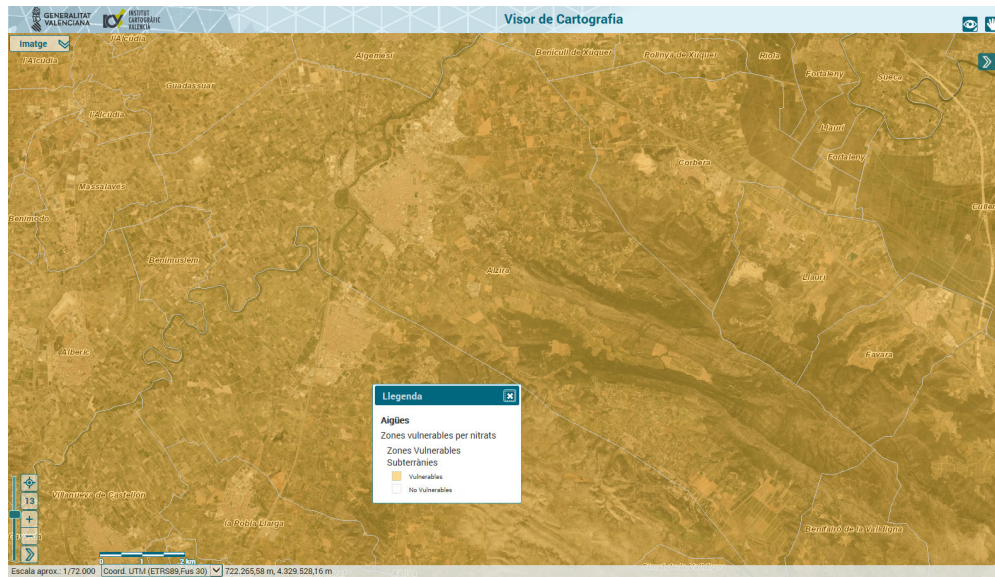 GENERALITAT
VALENCIANA
INSTITUT
CARTOGRÀFIC
VALENCIÀ
Visor de Cartografia
Imatge
l'Alcúdia
l'Alcúdia
Algemesí
Benicull de Xúquer
Polinya de Xúquer
Riola
Fortaleny
Sueca
Guadassuar
l'Alcúdia
Llaurí
Fortaleny
Corbera
Massalavés
Benimodo
Benimuslem
Alzira
Llaurí
Alberic
Favara
Llegenda
Aigües
Zones vulnerables per nitrats
Zones Vulnerables
Subterrànies
Vulnerables
No Vulnerables
13
Villanueva de Castellón
la Pobla Llarga
Benifairó de la Valldigna
0 1 2 km
Escala aprox.: 1/72.000 Coord. UTM (ETRS89,Fus 30) 722.265,58 m, 4.329.528,16 m